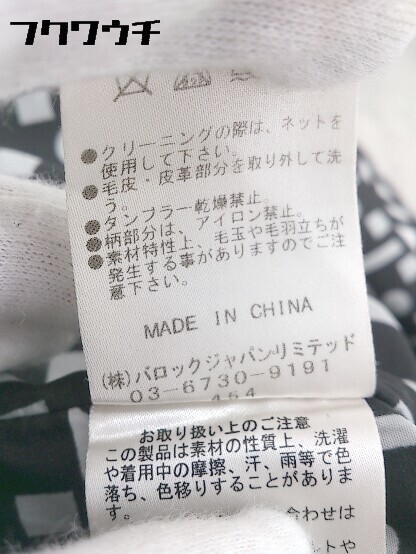 フクワウチ
●クリーニングの際は、ネットを
使用して下さい。
●毛皮・皮革部分を取り外して洗
う。
●タンブラー乾燥禁止。
●柄部分は、アイロン禁止。
●素材特性上、毛玉や毛羽立ちが
発生する事がありますのでご注
意下さい。
MADE IN CHINA
(株)バロックジャパンリミテッド
03-6730-9191
454
お取り扱い上のご注意
この製品は素材の性質上、洗濯
や着用中の摩擦、汗、雨等で色
落ち、色移りすることがありま
す。
合わせは